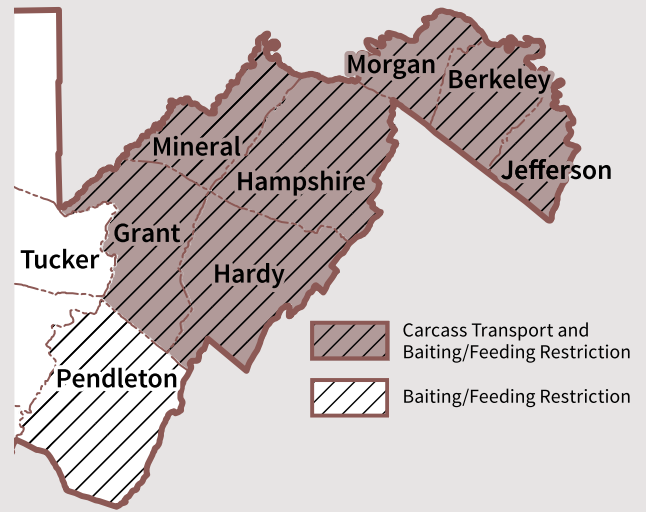 Morgan
Berkeley
Mineral
Jefferson
Hampshire
Grant
Tucker
Hardy
Pendleton
Carcass Transport and
Baiting/Feeding Restriction
Baiting/Feeding Restriction